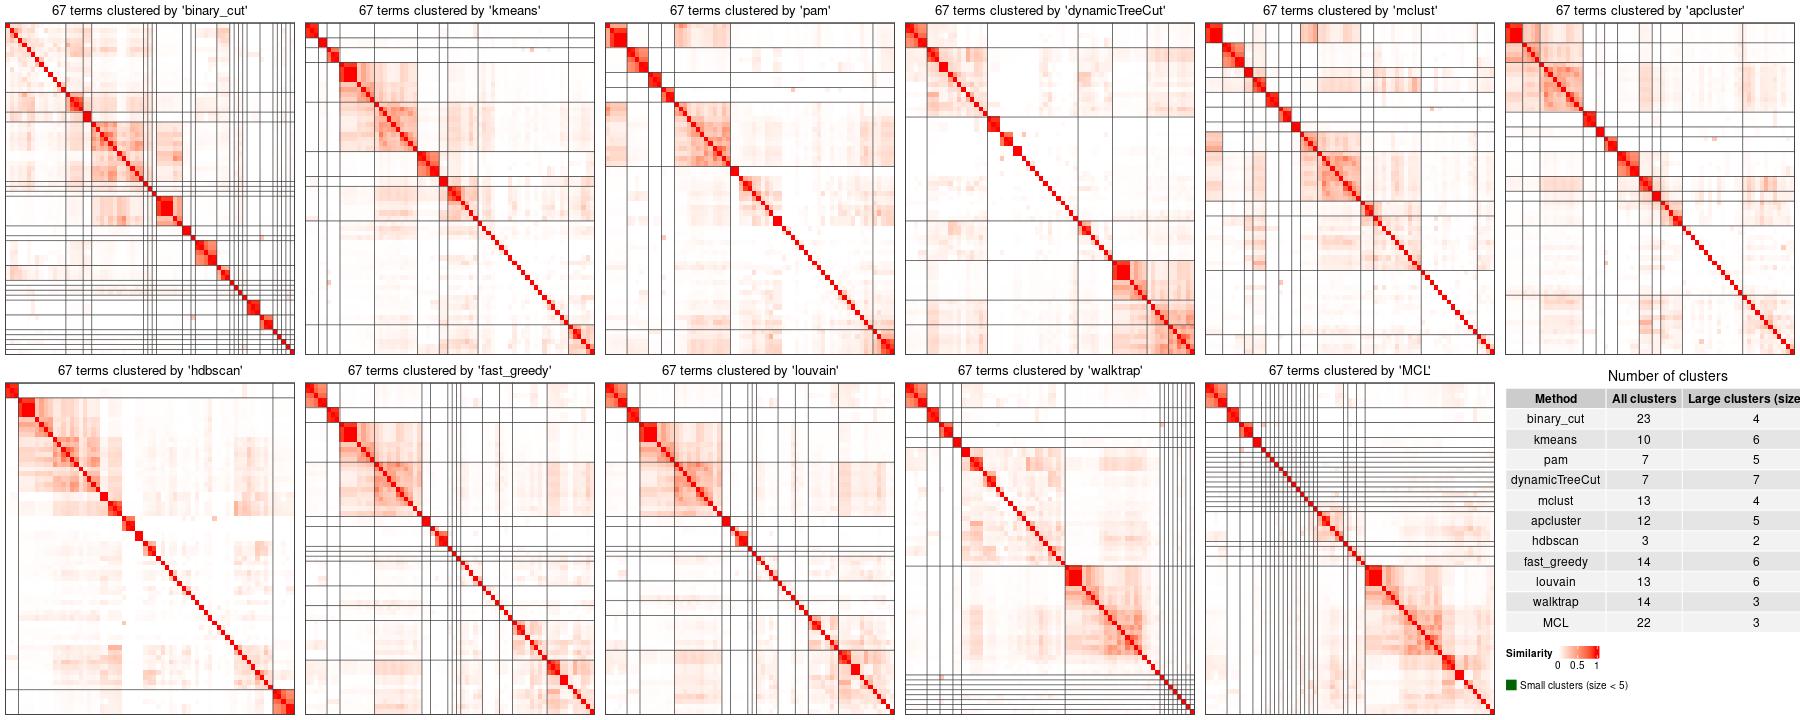 67 terms clustered by 'binary_cut'
67 terms clustered by 'kmeans'
67 terms clustered by 'pam'
67 terms clustered by 'dynamicTreeCut'
67 terms clustered by 'mclust'
67 terms clustered by 'apcluster'
67 terms clustered by 'hdbscan'
67 terms clustered by 'fast_greedy'
67 terms clustered by 'louvain'
67 terms clustered by 'walktrap'
67 terms clustered by 'MCL'
Number of clusters
Method All clusters Large clusters (size
binary_cut 23 4
kmeans 10 6
pam 7 5
dynamicTreeCut 7 7
mclust 13 4
apcluster 12 5
hdbscan 3 2
fast_greedy 14 6
louvain 13 6
walktrap 14 3
MCL 22 3
Similarity
0 0.5 1
Small clusters (size < 5)